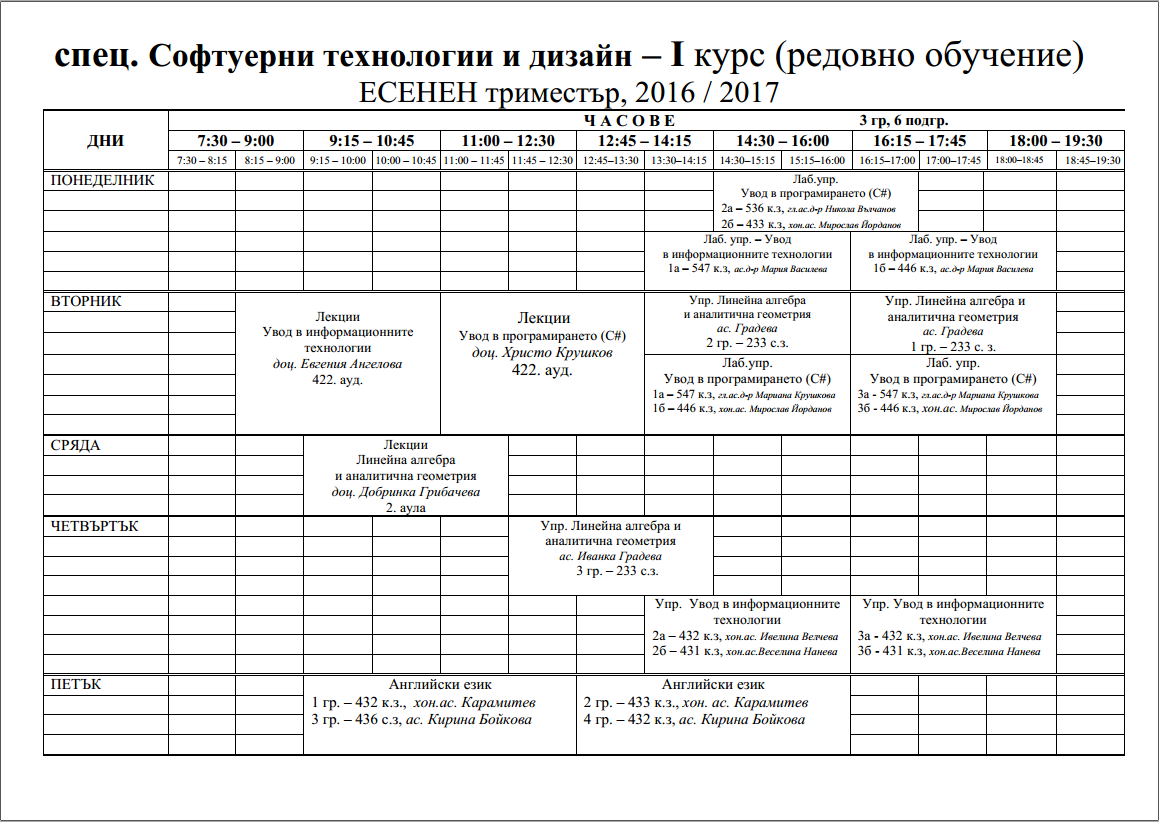 спец. Софтуерни технологии и дизайн – I курс (редовно обучение)
ЕСЕНЕН триместър, 2016 / 2017
ДНИ
Ч А С О В Е 3 гр, 6 подгр.
7:30 – 9:00 9:15 – 10:45 11:00 – 12:30 12:45 – 14:15 14:30 – 16:00 16:15 – 17:45 18:00 – 19:30
7:30 – 8:15 8:15 – 9:00 9:15 – 10:00 10:00 – 10:45 11:00 – 11:45 11:45 – 12:30 12:45–13:30 13:30–14:15 14:30–15:15 15:15–16:00 16:15–17:00 17:00–17:45 18:00–18:45 18:45–19:30
ПОНЕДЕЛНИК
Лаб.упр.
Увод в програмирането (C#)
2а – 536 к.з, гл.ас.д-р Никола Вълчанов
2б – 433 к.з, хон.ас. Мирослав Йорданов
Лаб. упр. – Увод
в информационните технологии
1а – 547 к.з, ас.д-р Мария Василева
Лаб. упр. – Увод
в информационните технологии
1б – 446 к.з, ас.д-р Мария Василева
ВТОРНИК
Лекции
Увод в информационните
технологии
доц. Евгения Ангелова
422. ауд.
Лекции
Увод в програмирането (C#)
доц. Христо Крушков
422. ауд.
Упр. Линейна алгебра
и аналитична геометрия
ас. Градева
2 гр. – 233 с.з.
Упр. Линейна алгебра и
аналитична геометрия
ас. Градева
1 гр. – 233 с. з.
Лаб.упр.
Увод в програмирането (C#)
1а – 547 к.з, гл.ас.д-р Мариана Крушкова
1б – 446 к.з, хон.ас. Мирослав Йорданов
Лаб. упр.
Увод в програмирането (C#)
3а - 547 к.з, гл.ас.д-р Мариана Крушкова
3б - 446 к.з, хон.ас. Мирослав Йорданов
СРЯДА
Лекции
Линейна алгебра
и аналитична геометрия
доц. Добринка Грибачева
2. аула
ЧЕТВЪРТЪК
Упр. Линейна алгебра и
аналитична геометрия
ас. Иванка Градева
3 гр. – 233 с.з.
Упр. Увод в информационните
технологии
2а – 432 к.з, хон.ас. Ивелина Велчева
2б – 431 к.з, хон.ас.Веселина Нанева
Упр. Увод в информационните
технологии
3а - 432 к.з, хон.ас. Ивелина Велчева
3б - 431 к.з, хон.ас.Веселина Нанева
ПЕТЪК
Английски език
1 гр. – 432 к.з., хон.ас. Карамитев
3 гр. – 436 с.з, ас. Кирина Бойкова
Английски език
2 гр. – 433 к.з., хон. ас. Карамитев
4 гр. – 432 к.з, ас. Кирина Бойкова